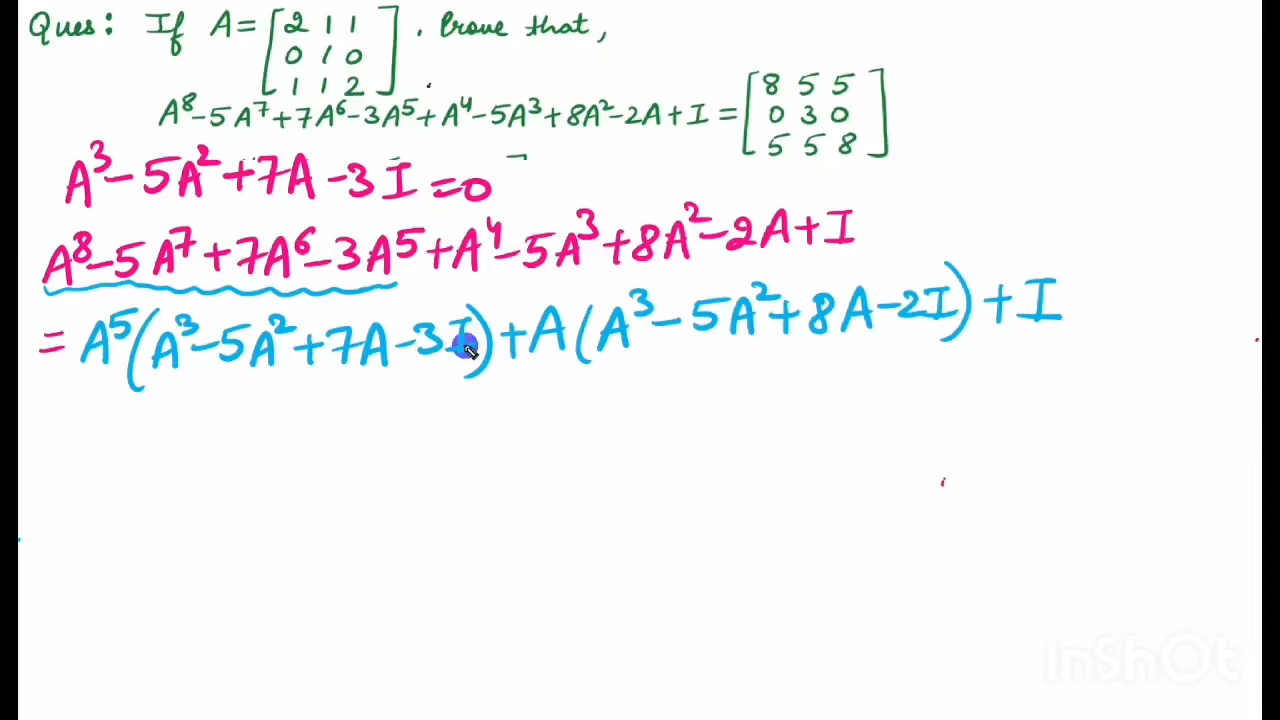 Ques: If A = [2 1 1
0 1 0
1 1 2]. Prove that,
A⁸-5A⁷+7A⁶-3A⁵+A⁴-5A³+8A²-2A+I = [8 5 5
0 3 0
5 5 8]
A³-5A²+7A-3I=0
A⁸-5A⁷+7A⁶-3A⁵+A⁴-5A³+8A²-2A+I
= A⁵(A³-5A²+7A-3I)+A(A³-5A²+8A-2I)+I
InShOt